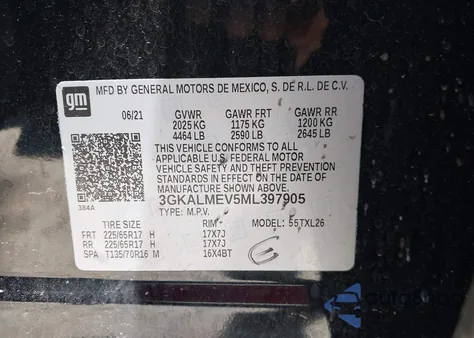 gm
MFD BY GENERAL MOTORS DE MEXICO, S. DE R.L. DE C.V.
06/21 GVWR GAWR FRT GAWR RR
2025 KG 1175 KG 1200 KG
4464 LB 2590 LB 2645 LB
THIS VEHICLE CONFORMS TO ALL
APPLICABLE U.S. FEDERAL MOTOR
VEHICLE SAFETY AND THEFT PREVENTION
STANDARDS IN EFFECT ON THE DATE OF
MANUFACTURE SHOWN ABOVE.
384A
3GKALMEV5ML397905
TYPE: M.P.V. MODEL: 55TXL26
TIRE SIZE RIM
FRT 225/65R17 H 17X7J
RR 225/65R17 H 17X7J
SPA T135/70R16 M 16X4BT